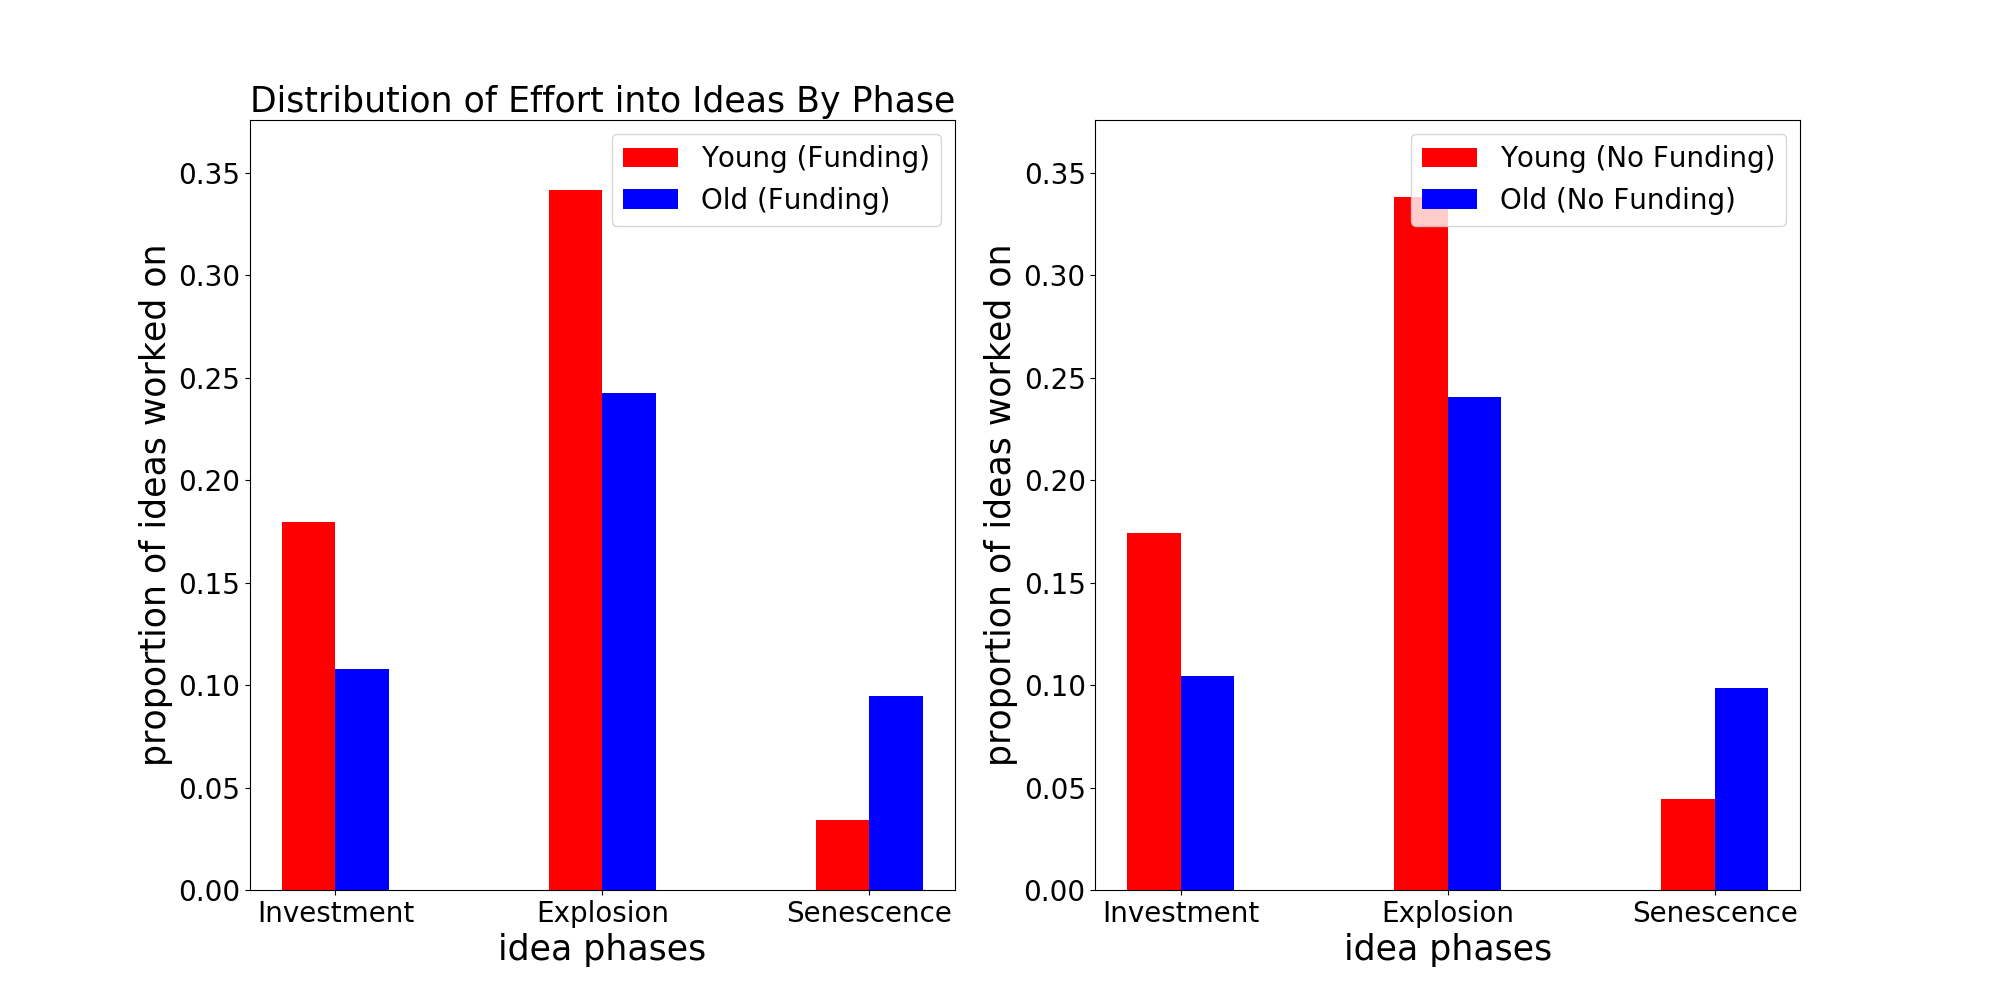 Distribution of Effort into Ideas By Phase
Young (Funding)
Old (Funding)
proportion of ideas worked on
0.35
0.30
0.25
0.20
0.15
0.10
0.05
0.00
Investment Explosion Senescence
idea phases
Young (No Funding)
Old (No Funding)
proportion of ideas worked on
0.35
0.30
0.25
0.20
0.15
0.10
0.05
0.00
Investment Explosion Senescence
idea phases